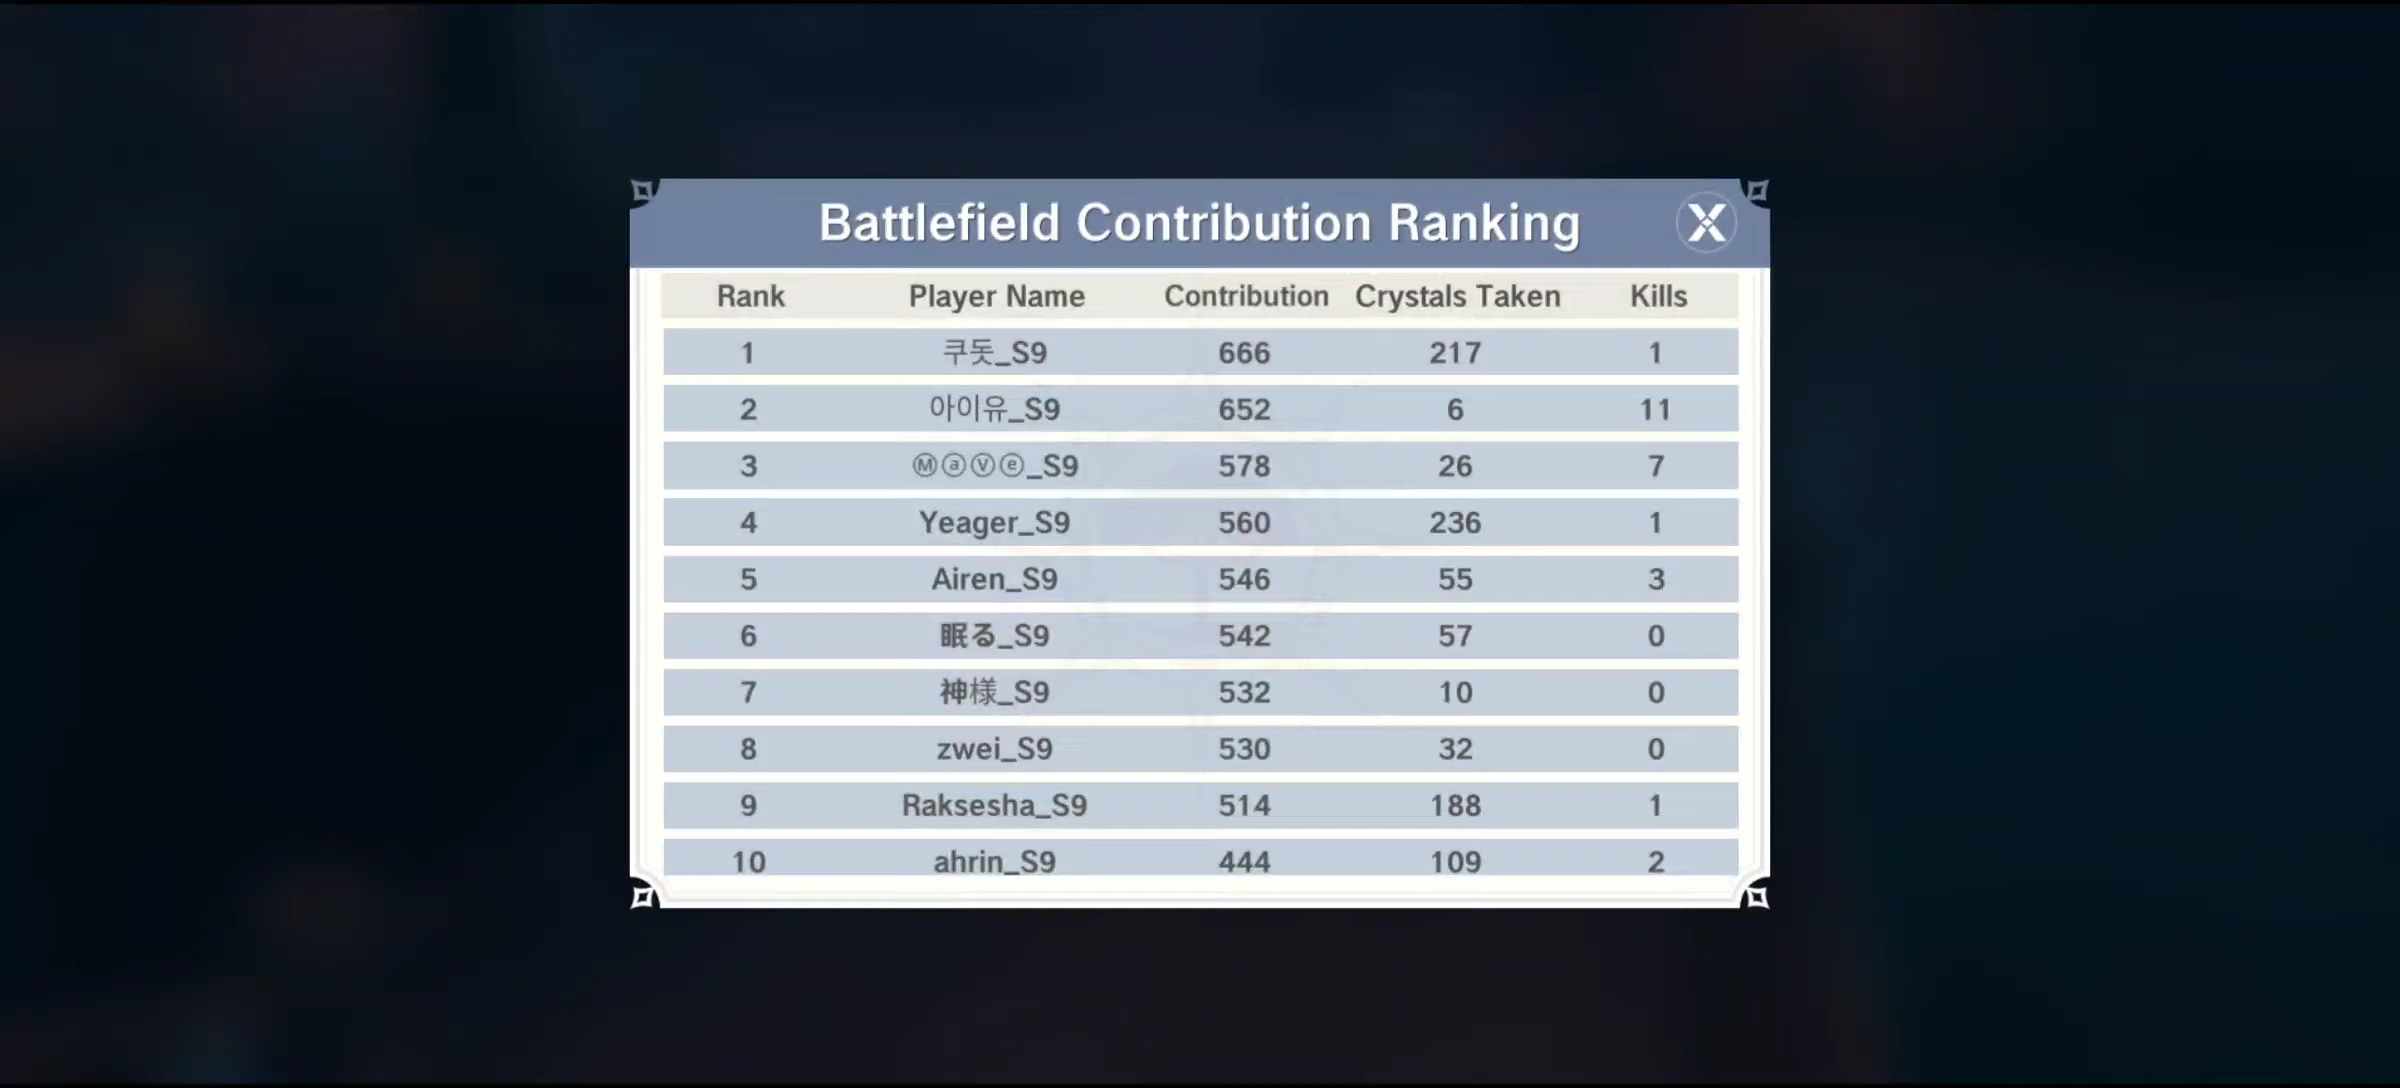 Battlefield Contribution Ranking
Rank Player Name Contribution Crystals Taken Kills
1 쿠돗_S9 666 217 1
2 아이유_S9 652 6 11
3 ⓂⓐⓋⓔ_S9 578 26 7
4 Yeager_S9 560 236 1
5 Airen_S9 546 55 3
6 眠る_S9 542 57 0
7 神様_S9 532 10 0
8 zwei_S9 530 32 0
9 Raksesha_S9 514 188 1
10 ahrin_S9 444 109 2